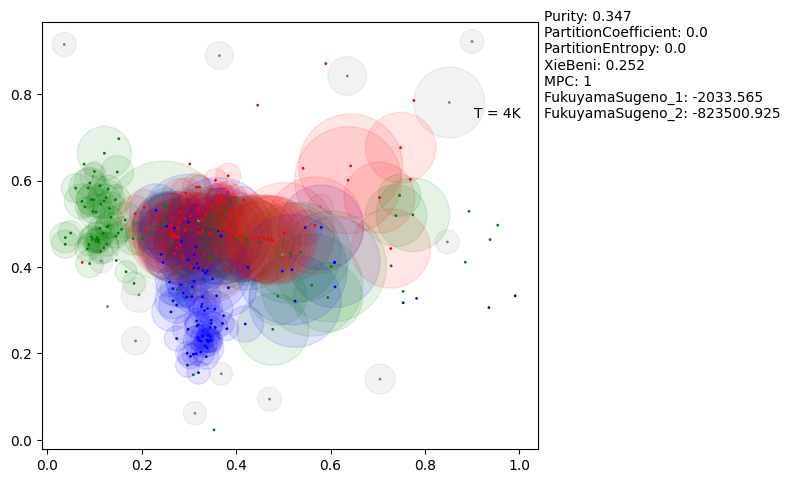 Purity: 0.347
PartitionCoefficient: 0.0
PartitionEntropy: 0.0
XieBeni: 0.252
MPC: 1
FukuyamaSugeno_1: -2033.565
FukuyamaSugeno_2: -823500.925
T = 4K
0.8
0.6
0.4
0.2
0.0
0.0 0.2 0.4 0.6 0.8 1.0